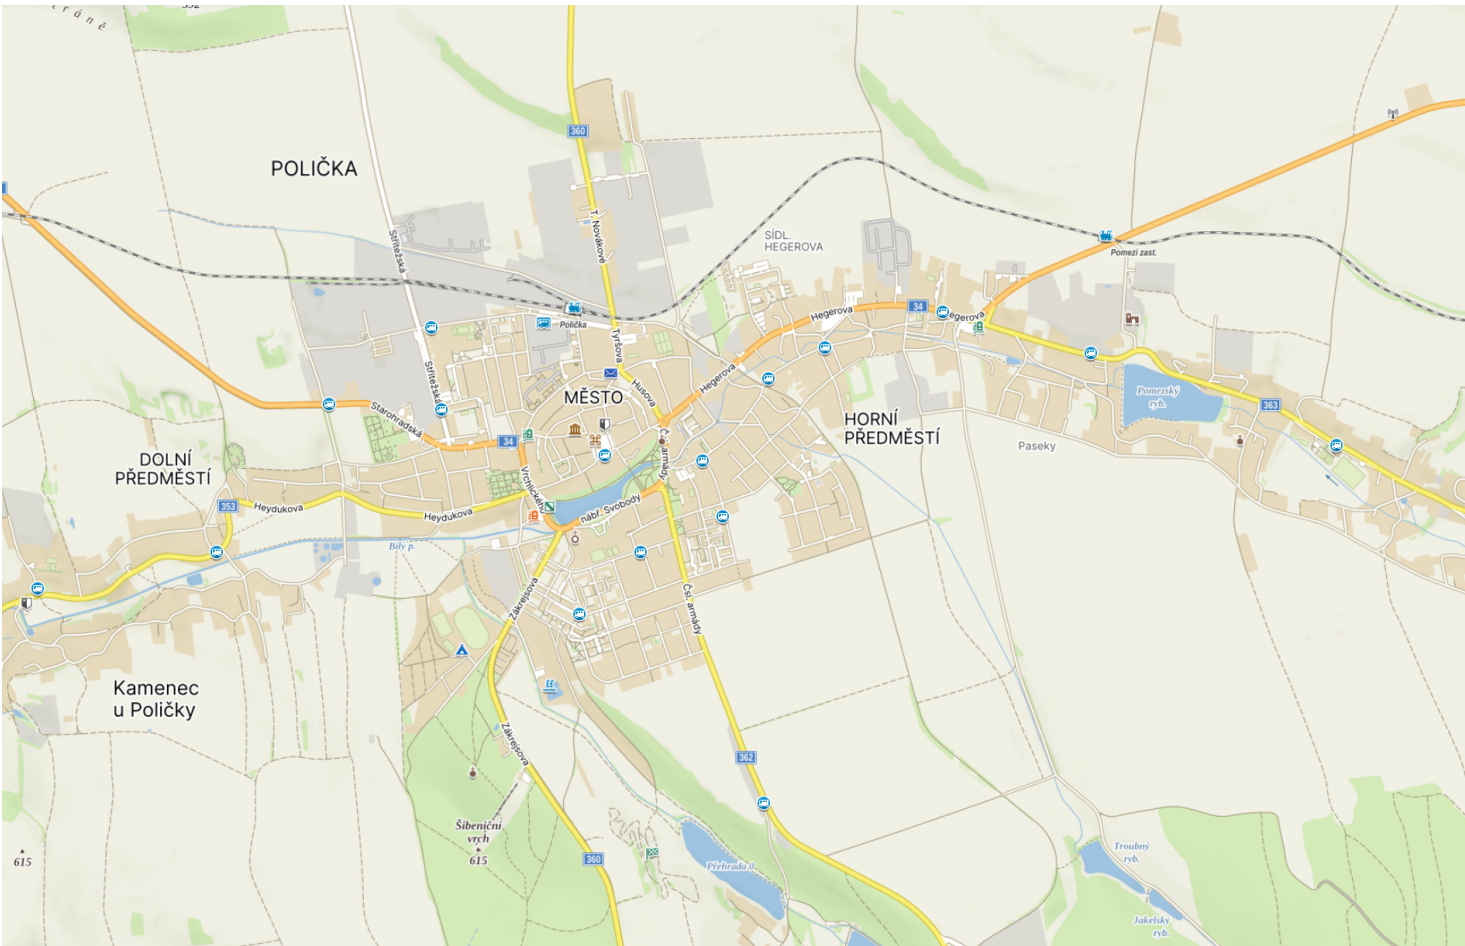 360
POLIČKA
T. Novákové
Střítežská
SÍDL.
HEGEROVA
Pomezí zast.
34
Hegerova
egerova
Polička
Tyršova
Střítežská
Husova
Hegerova
MĚSTO
Pomezský
ryb.
363
Starohradská
34
HORNÍ
PŘEDMĚSTÍ
Paseky
Čs. armády
DOLNÍ
PŘEDMĚSTÍ
Vrchlického
353
Heydukova
Heydukova
nábř. Svobody
Bílý p.
Zákrejsova
Čsl. armády
Kamenec
u Poličky
Zákrejsova
362
Šibeniční
vrch
615
615
360
Přehrada 0.
Troubný
ryb.
Jakelský
ryb.